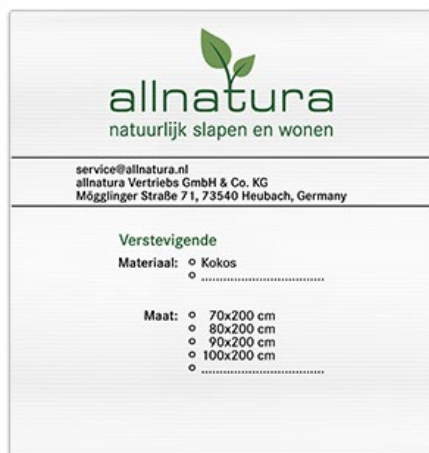 allnatura
natuurlijk slapen en wonen
service@allnatura.nl
allnatura Vertriebs GmbH & Co. KG
Mögglinger Straße 71, 73540 Heubach, Germany
Verstevigende
Materiaal: o Kokos
o ................................
Maat: o 70x200 cm
o 80x200 cm
o 90x200 cm
o 100x200 cm
o ................................